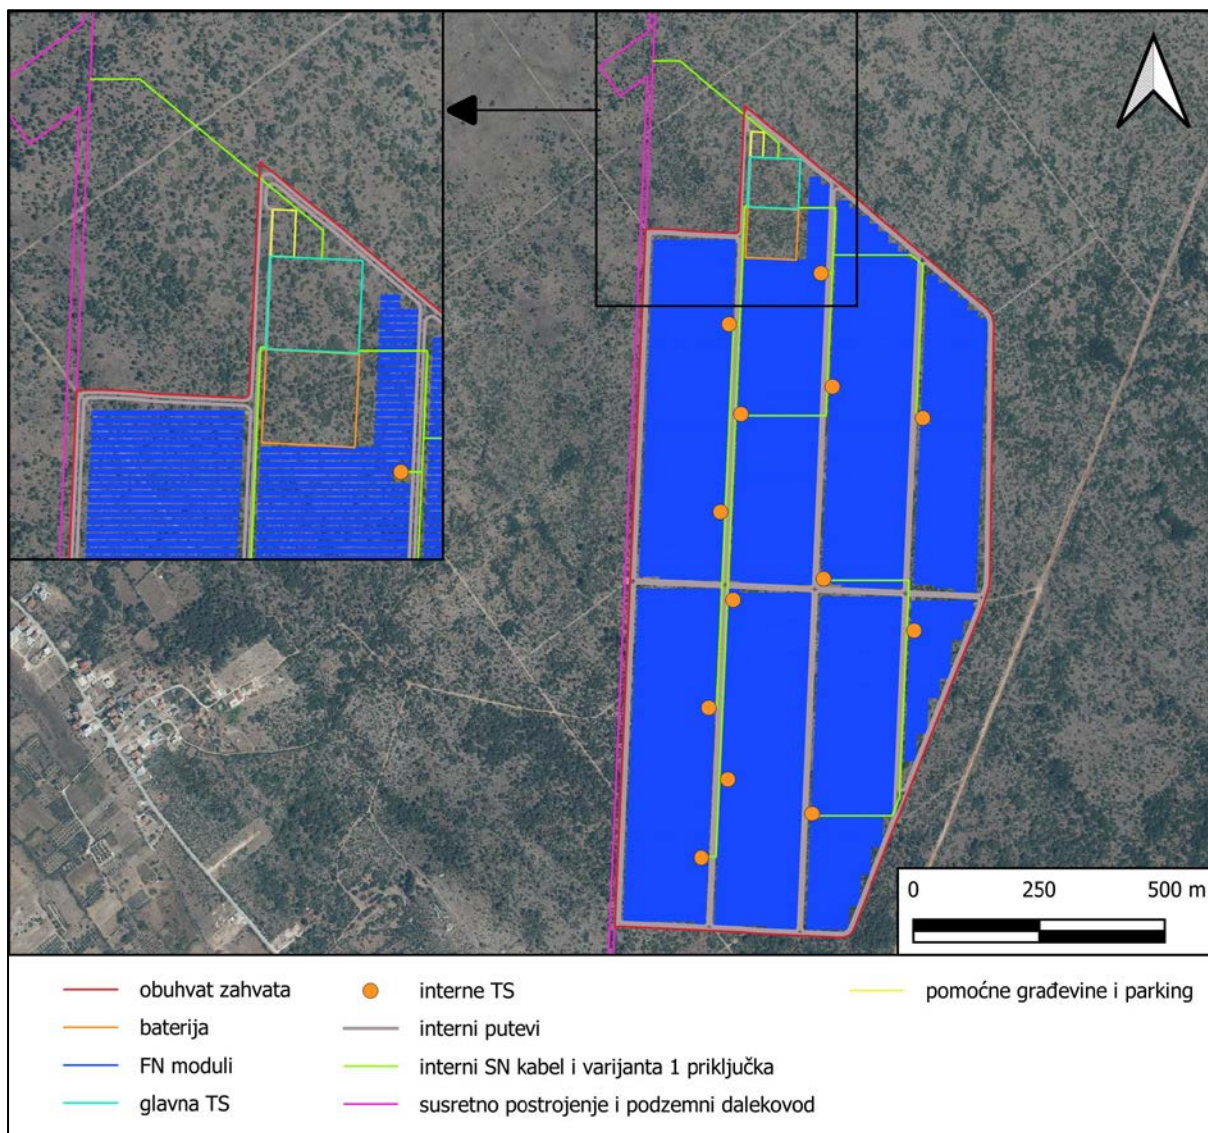 0 250 500 m
obuhvat zahvata
interne TS
pomoćne građevine i parking
baterija
interni putevi
FN moduli
interni SN kabel i varijanta 1 priključka
glavna TS
susretno postrojenje i podzemni dalekovod